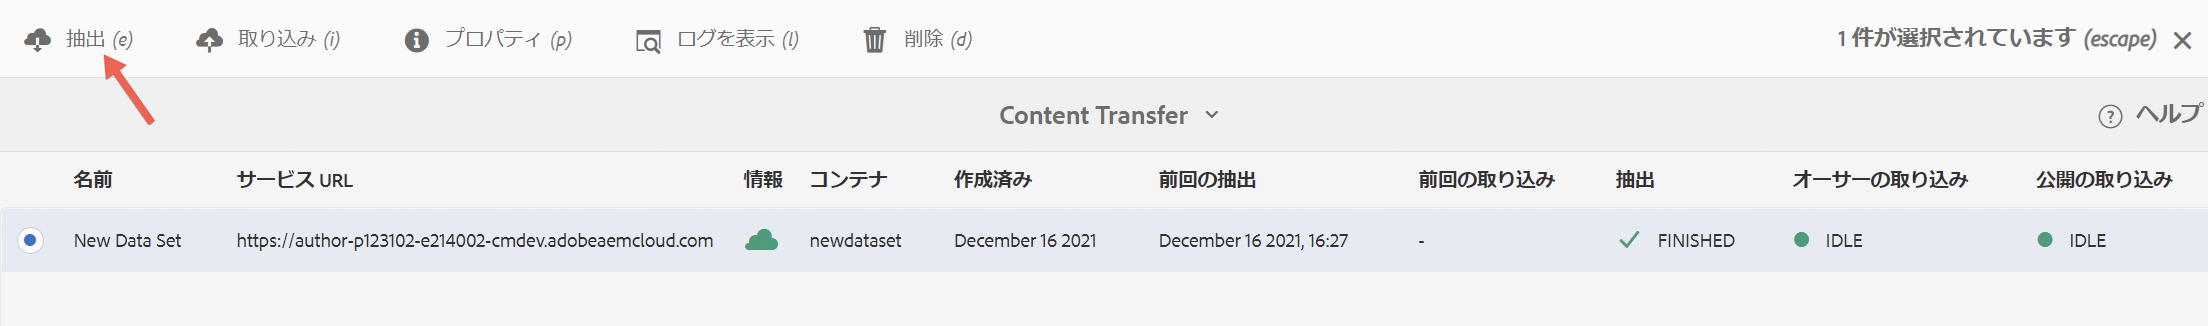 抽出 (e) 取り込み (i) プロパティ (p) ログを表示 (l) 削除 (d) 1 件が選択されています (escape)
Content Transfer
? ヘルプ
名前 サービス URL 情報 コンテナ 作成済み 前回の抽出 前回の取り込み 抽出 オーサーの取り込み 公開の取り込み
New Data Set https://author-p123102-e214002-cmdev.adobeaemcloud.com newdataset December 16 2021 December 16 2021, 16:27 - FINISHED IDLE IDLE